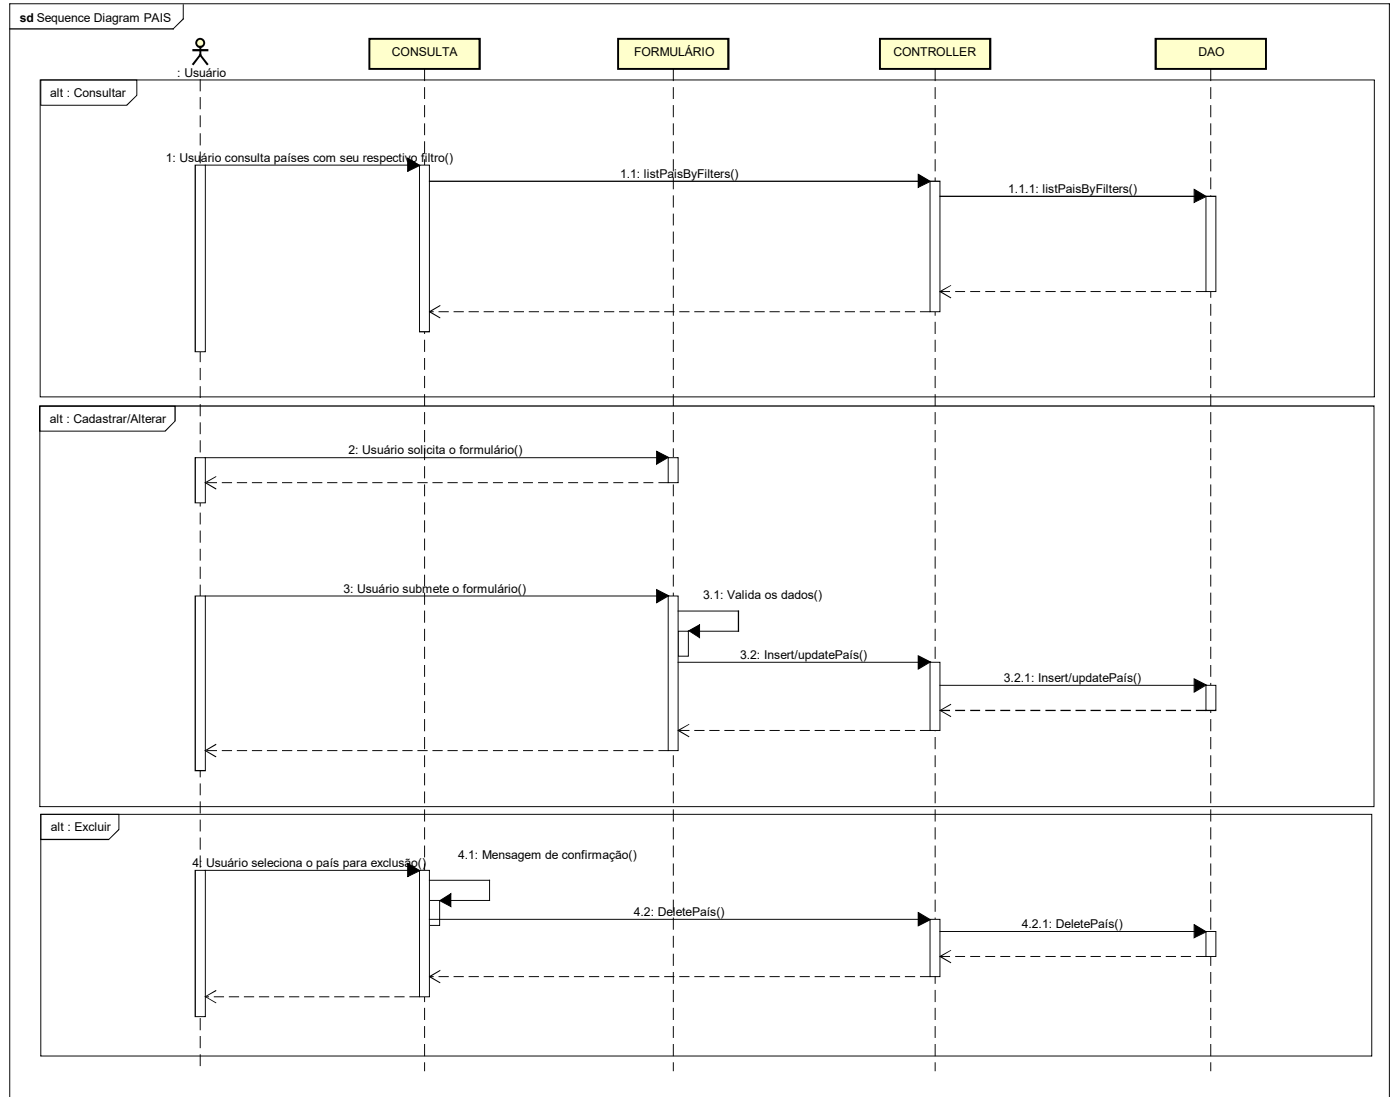 sd Sequence Diagram PAIS
: Usuário
CONSULTA
FORMULÁRIO
CONTROLLER
DAO
alt : Consultar
1: Usuário consulta países com seu respectivo filtro()
1.1: listPaisByFilters()
1.1.1: listPaisByFilters()
alt : Cadastrar/Alterar
2: Usuário solicita o formulário()
3: Usuário submete o formulário()
3.1: Valida os dados()
3.2: Insert/updatePaís()
3.2.1: Insert/updatePaís()
alt : Excluir
4: Usuário seleciona o país para exclusão()
4.1: Mensagem de confirmação()
4.2: DeletePaís()
4.2.1: DeletePaís()